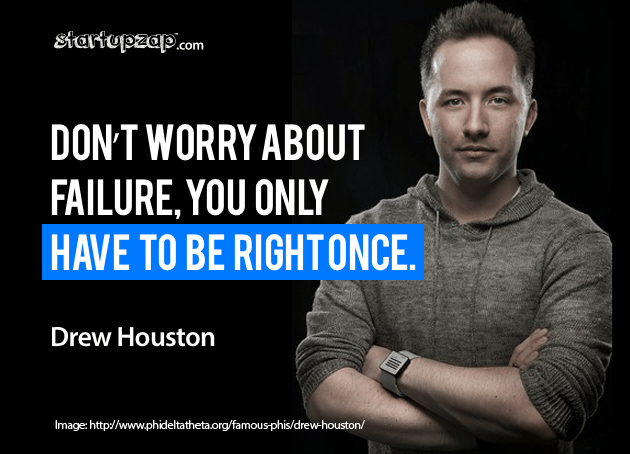 startupzap.com
DON'T WORRY ABOUT
FAILURE, YOU ONLY
HAVE TO BE RIGHT ONCE.
Drew Houston
Image: http://www.phideltatheta.org/famous-phis/drew-houston/